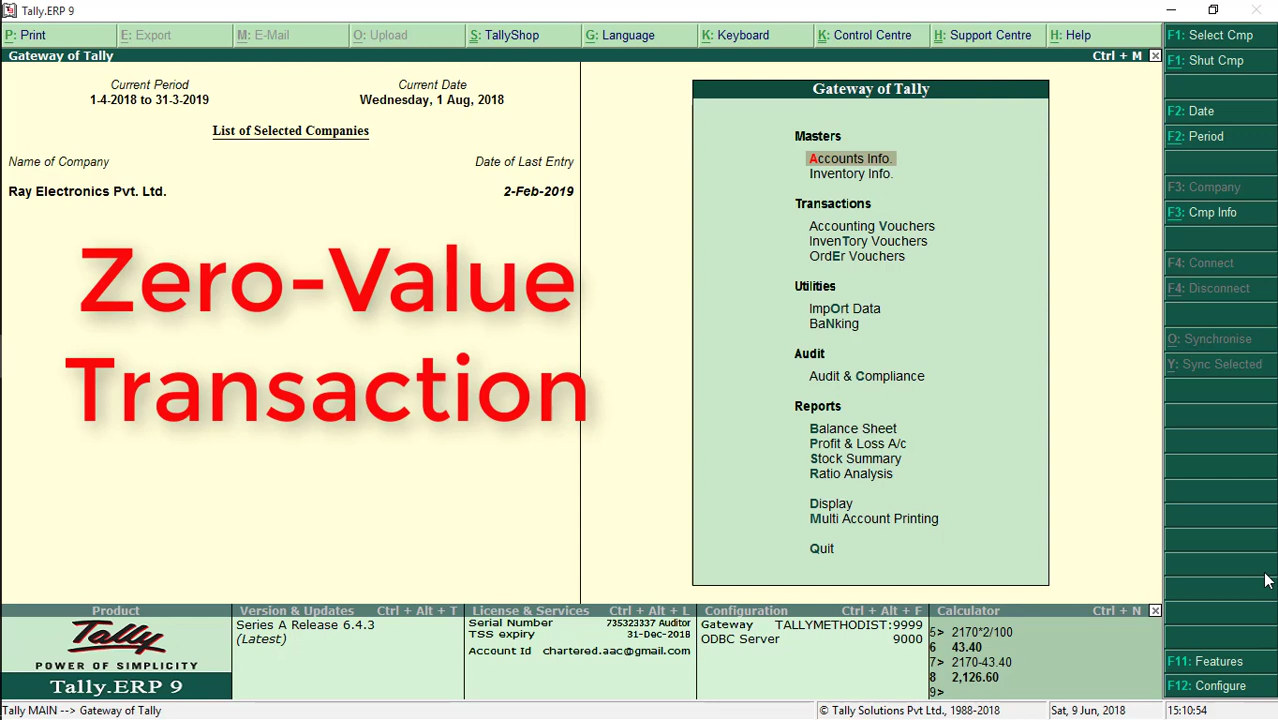 Tally.ERP 9
P: Print
E: Export
M: E-Mail
O: Upload
S: TallyShop
G: Language
K: Keyboard
K: Control Centre
H: Support Centre
H: Help
Gateway of Tally
Ctrl + M
Current Period
Current Date
1-4-2018 to 31-3-2019
Wednesday, 1 Aug, 2018
List of Selected Companies
Name of Company
Date of Last Entry
Ray Electronics Pvt. Ltd.
2-Feb-2019
Zero-Value
Transaction
Gateway of Tally
Masters
Accounts Info.
Inventory Info.
Transactions
Accounting Vouchers
InvenTory Vouchers
OrdEr Vouchers
Utilities
ImpOrt Data
BaNking
Audit
Audit & Compliance
Reports
Balance Sheet
Profit & Loss A/c
Stock Summary
Ratio Analysis
Display
Multi Account Printing
Quit
F1: Select Cmp
F1: Shut Cmp
F2: Date
F2: Period
F3: Company
F3: Cmp Info
F4: Connect
F4: Disconnect
O: Synchronise
Y: Sync Selected
F11: Features
F12: Configure
Product
Tally
POWER OF SIMPLICITY
Tally.ERP 9
Version & Updates Ctrl + Alt + T
Series A Release 6.4.3
(Latest)
License & Services Ctrl + Alt + L
Serial Number 735323337 Auditor
TSS expiry 31-Dec-2018
Account Id chartered.aac@gmail.com
Configuration Ctrl + Alt + F
Gateway TALLYMETHODIST:9999
ODBC Server 9000
Calculator Ctrl + N
5> 2170*2/100
6 43.40
7> 2170-43.40
8 2,126.60
9>
Tally MAIN --> Gateway of Tally
© Tally Solutions Pvt Ltd., 1988-2018
Sat, 9 Jun, 2018
15:10:54